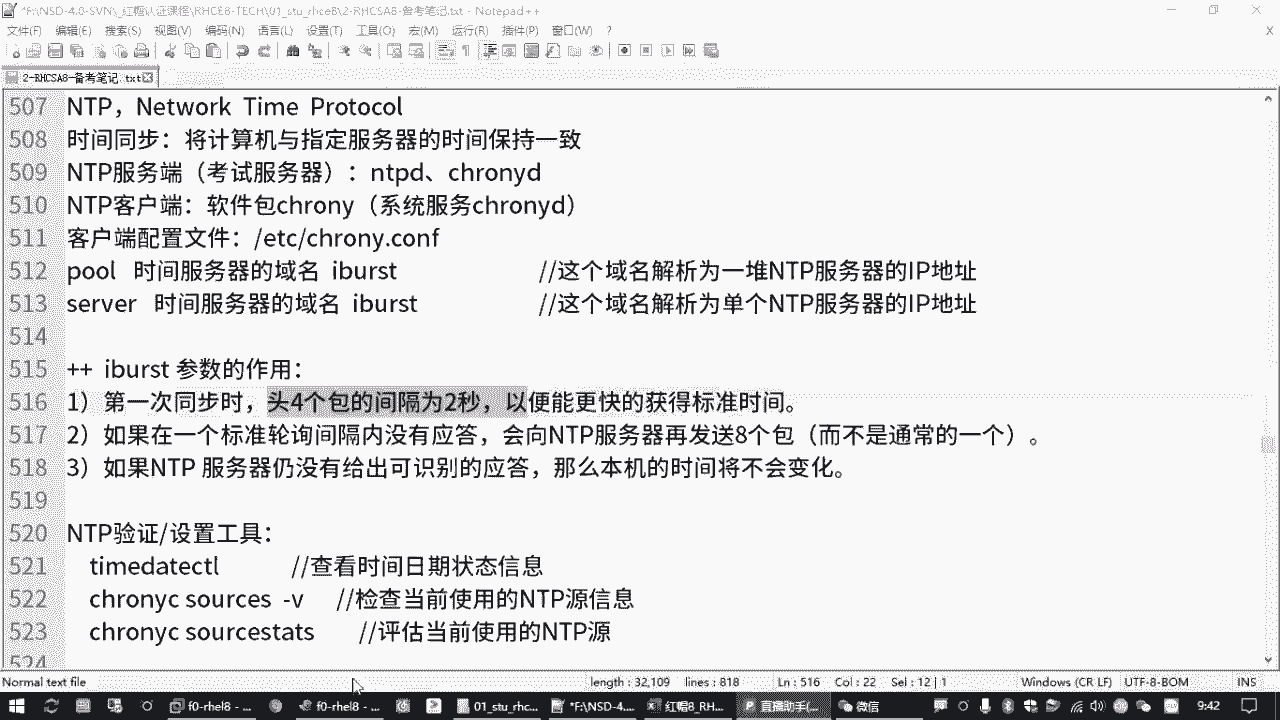 *F:\NSD-4.0-SVN\_红帽认证课程\RHCE8-TECH\01_stu_rhce8\2-RHCSA8-备考笔记.txt - Notepad++
文件(F) 编辑(E) 搜索(S) 视图(V) 编码(N) 语言(L) 设置(T) 工具(O) 宏(M) 运行(R) 插件(P) 窗口(W) ? X
2-RHCSA8-备考笔记.txt
507 NTP，Network Time Protocol
508 时间同步：将计算机与指定服务器的时间保持一致
509 NTP服务端（考试服务器）：ntpd、chronyd
510 NTP客户端：软件包chrony（系统服务chronyd）
511 客户端配置文件：/etc/chrony.conf
512 pool 时间服务器的域名 iburst //这个域名解析为一堆NTP服务器的IP地址
513 server 时间服务器的域名 iburst //这个域名解析为单个NTP服务器的IP地址
514
515 ++ iburst 参数的作用：
516 1）第一次同步时，头4个包的间隔为2秒，以便能更快的获得标准时间。
517 2）如果在一个标准轮询间隔内没有应答，会向NTP服务器再发送8个包（而不是通常的一个）。
518 3）如果NTP 服务器仍没有给出可识别的应答，那么本机的时间将不会变化。
519
520 NTP验证/设置工具：
521 timedatectl //查看时间日期状态信息
522 chronyc sources -v //检查当前使用的NTP源信息
523 chronyc sourcestats //评估当前使用的NTP源
524
Normal text file length : 32,109 lines : 818 Ln : 516 Col : 22 Sel : 12 | 1 Windows (CR LF) UTF-8-BOM INS
f0-rhel8 - ... f0-rhel8 - ... 01_stu_rhc... *F:\NSD-4.... 红帽8_RH... 直播助手(... 微信 9:42